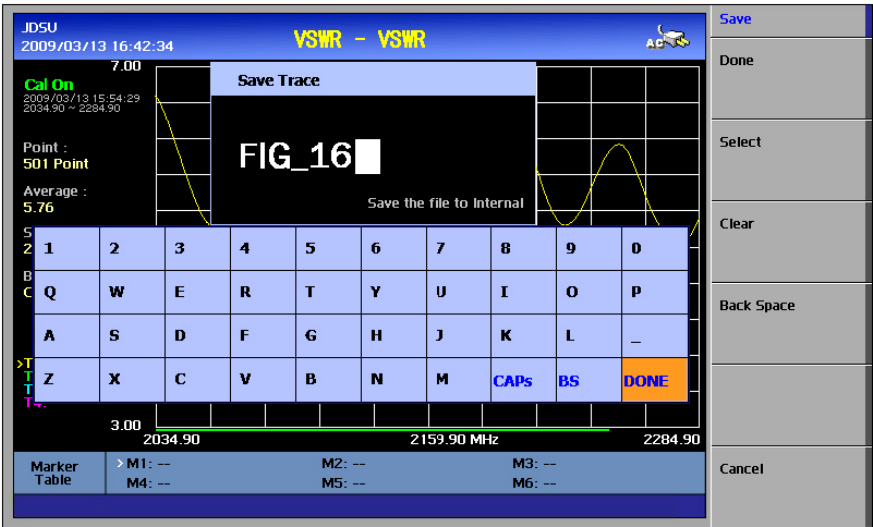 JDSU
2009/03/13 16:42:34
VSWR - VSWR
AC
Save
Done
Select
Clear
Back Space
Cancel
7.00
Cal On
2009/03/13 15:54:29
2034.90 ~ 2284.90
Point :
501 Point
Average :
5.76
Save Trace
FIG_16
Save the file to Internal
1 2 3 4 5 6 7 8 9 0
Q W E R T Y U I O P
A S D F G H J K L _
Z X C V B N M CAPs BS DONE
3.00
2034.90 2159.90 MHz 2284.90
Marker Table
>M1: -- M2: -- M3: --
M4: -- M5: -- M6: --